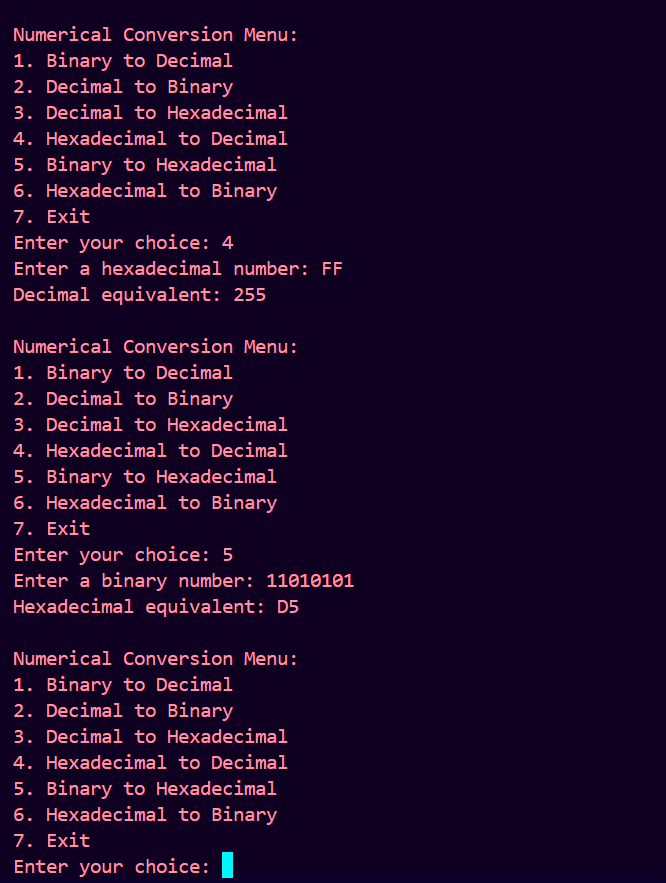 Numerical Conversion Menu:
1. Binary to Decimal
2. Decimal to Binary
3. Decimal to Hexadecimal
4. Hexadecimal to Decimal
5. Binary to Hexadecimal
6. Hexadecimal to Binary
7. Exit
Enter your choice: 4
Enter a hexadecimal number: FF
Decimal equivalent: 255

Numerical Conversion Menu:
1. Binary to Decimal
2. Decimal to Binary
3. Decimal to Hexadecimal
4. Hexadecimal to Decimal
5. Binary to Hexadecimal
6. Hexadecimal to Binary
7. Exit
Enter your choice: 5
Enter a binary number: 11010101
Hexadecimal equivalent: D5

Numerical Conversion Menu:
1. Binary to Decimal
2. Decimal to Binary
3. Decimal to Hexadecimal
4. Hexadecimal to Decimal
5. Binary to Hexadecimal
6. Hexadecimal to Binary
7. Exit
Enter your choice: